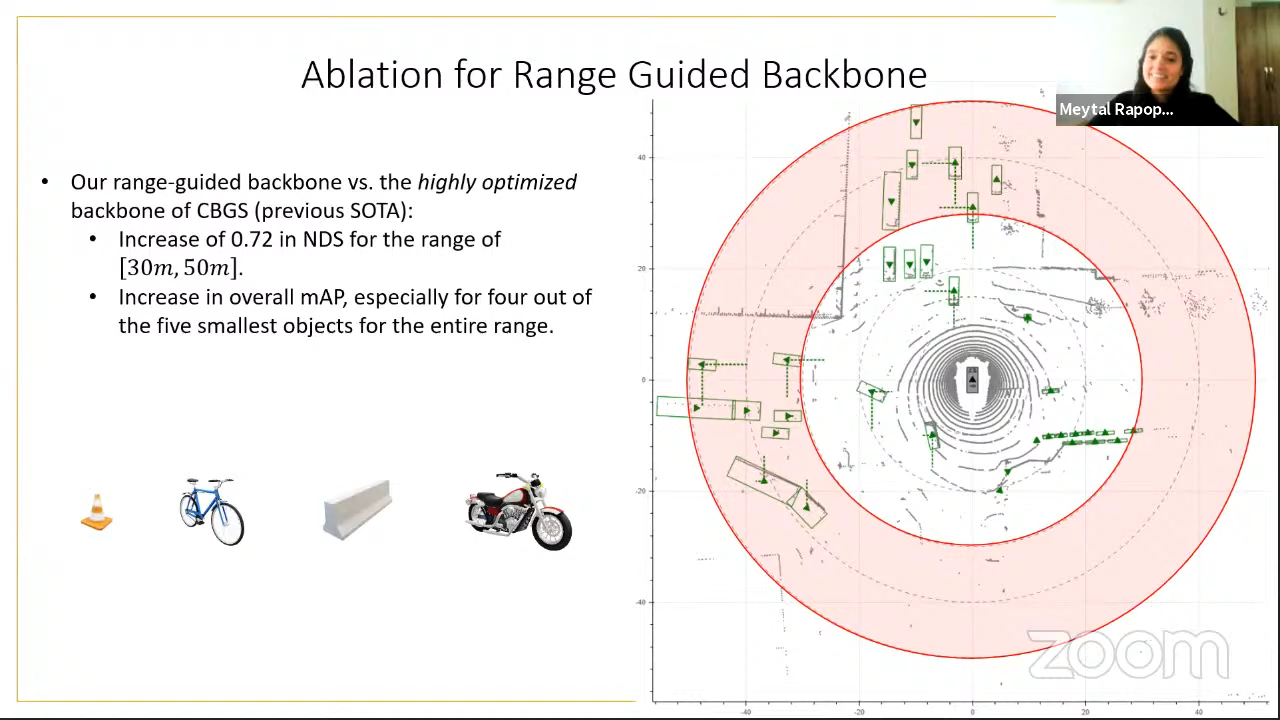 Ablation for Range Guided Backbone
Meytal Rapop...
• Our range-guided backbone vs. the highly optimized
backbone of CBGS (previous SOTA):
• Increase of 0.72 in NDS for the range of
[30m, 50m].
• Increase in overall mAP, especially for four out of
the five smallest objects for the entire range.
40
20
0
-20
-40
-40
-20
0
20
40
zoom